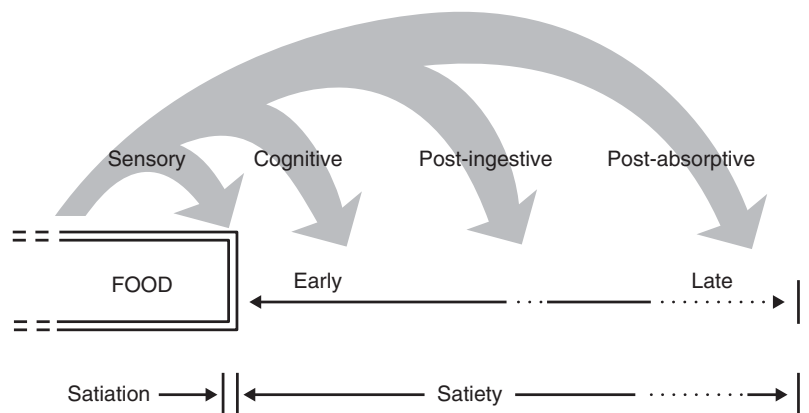 Sensory Cognitive Post-ingestive Post-absorptive
FOOD Early Late
Satiation Satiety